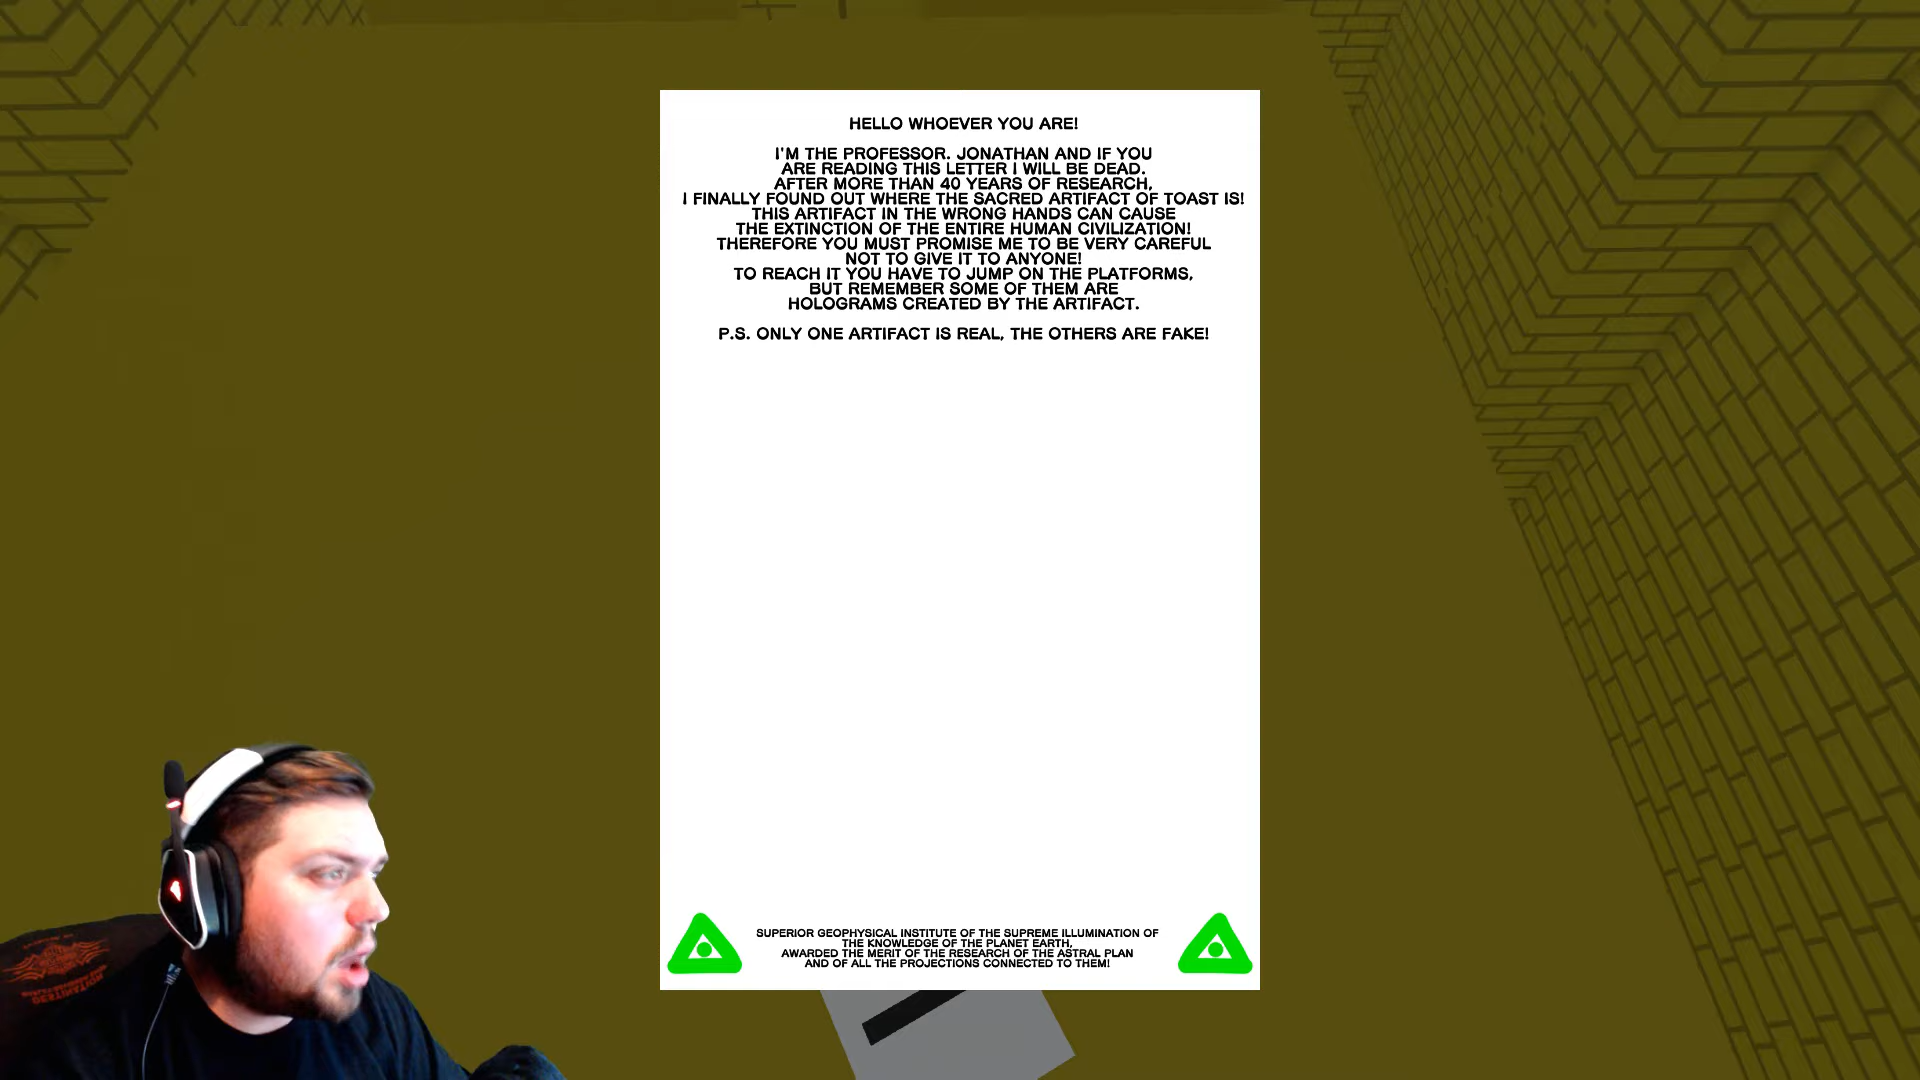 HELLO WHOEVER YOU ARE!
I'M THE PROFESSOR. JONATHAN AND IF YOU
ARE READING THIS LETTER I WILL BE DEAD.
AFTER MORE THAN 40 YEARS OF RESEARCH,
I FINALLY FOUND OUT WHERE THE SACRED ARTIFACT OF TOAST IS!
THIS ARTIFACT IN THE WRONG HANDS CAN CAUSE
THE EXTINCTION OF THE ENTIRE HUMAN CIVILIZATION!
THEREFORE YOU MUST PROMISE ME TO BE VERY CAREFUL
NOT TO GIVE IT TO ANYONE!
TO REACH IT YOU HAVE TO JUMP ON THE PLATFORMS,
BUT REMEMBER SOME OF THEM ARE
HOLOGRAMS CREATED BY THE ARTIFACT.
P.S. ONLY ONE ARTIFACT IS REAL, THE OTHERS ARE FAKE!
SUPERIOR GEOPHYSICAL INSTITUTE OF THE SUPREME ILLUMINATION OF
THE KNOWLEDGE OF THE PLANET EARTH,
AWARDED THE MERIT OF THE RESEARCH OF THE ASTRAL PLAN
AND OF ALL THE PROJECTIONS CONNECTED TO THEM!